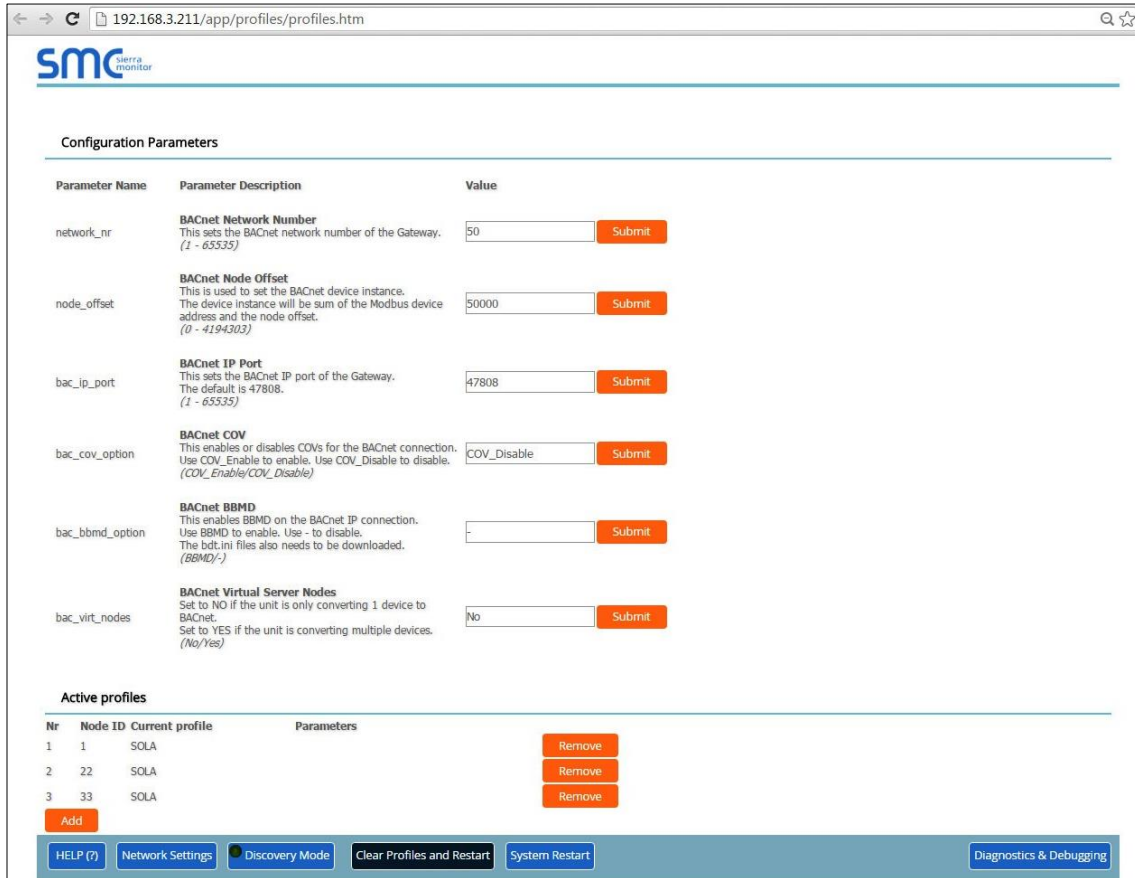 192.168.3.211/app/profiles/profiles.htm
SMC sierra monitor
Configuration Parameters
Parameter Name Parameter Description Value
BACnet Network Number
This sets the BACnet network number of the Gateway.
(1 - 65535)
network_nr
50
Submit
BACnet Node Offset
This is used to set the BACnet device instance.
The device instance will be sum of the Modbus device
address and the node offset.
(0 - 4194303)
node_offset
50000
Submit
BACnet IP Port
This sets the BACnet IP port of the Gateway.
The default is 47808.
(1 - 65535)
bac_ip_port
47808
Submit
BACnet COV
This enables or disables COVs for the BACnet connection.
Use COV_Enable to enable. Use COV_Disable to disable.
(COV_Enable/COV_Disable)
bac_cov_option
COV_Disable
Submit
BACnet BBMD
This enables BBMD on the BACnet IP connection.
Use BBMD to enable. Use - to disable.
The bdt.ini files also needs to be downloaded.
(BBMD/-)
bac_bbmd_option
-
Submit
BACnet Virtual Server Nodes
Set to NO if the unit is only converting 1 device to
BACnet.
Set to YES if the unit is converting multiple devices.
(No/Yes)
bac_virt_nodes
No
Submit
Active profiles
Nr Node ID Current profile Parameters
1 1 SOLA Remove
2 22 SOLA Remove
3 33 SOLA Remove
Add
HELP (?) Network Settings Discovery Mode Clear Profiles and Restart System Restart Diagnostics & Debugging